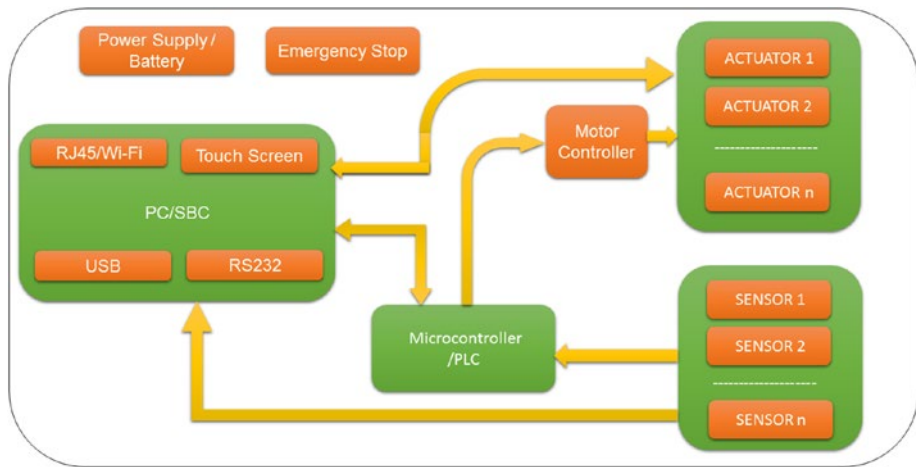 Power Supply /
Battery
Emergency Stop
ACTUATOR 1
ACTUATOR 2
--------------------
ACTUATOR n
Motor
Controller
RJ45/Wi-Fi
Touch Screen
PC/SBC
USB
RS232
Microcontroller
/PLC
SENSOR 1
SENSOR 2
--------------------
SENSOR n